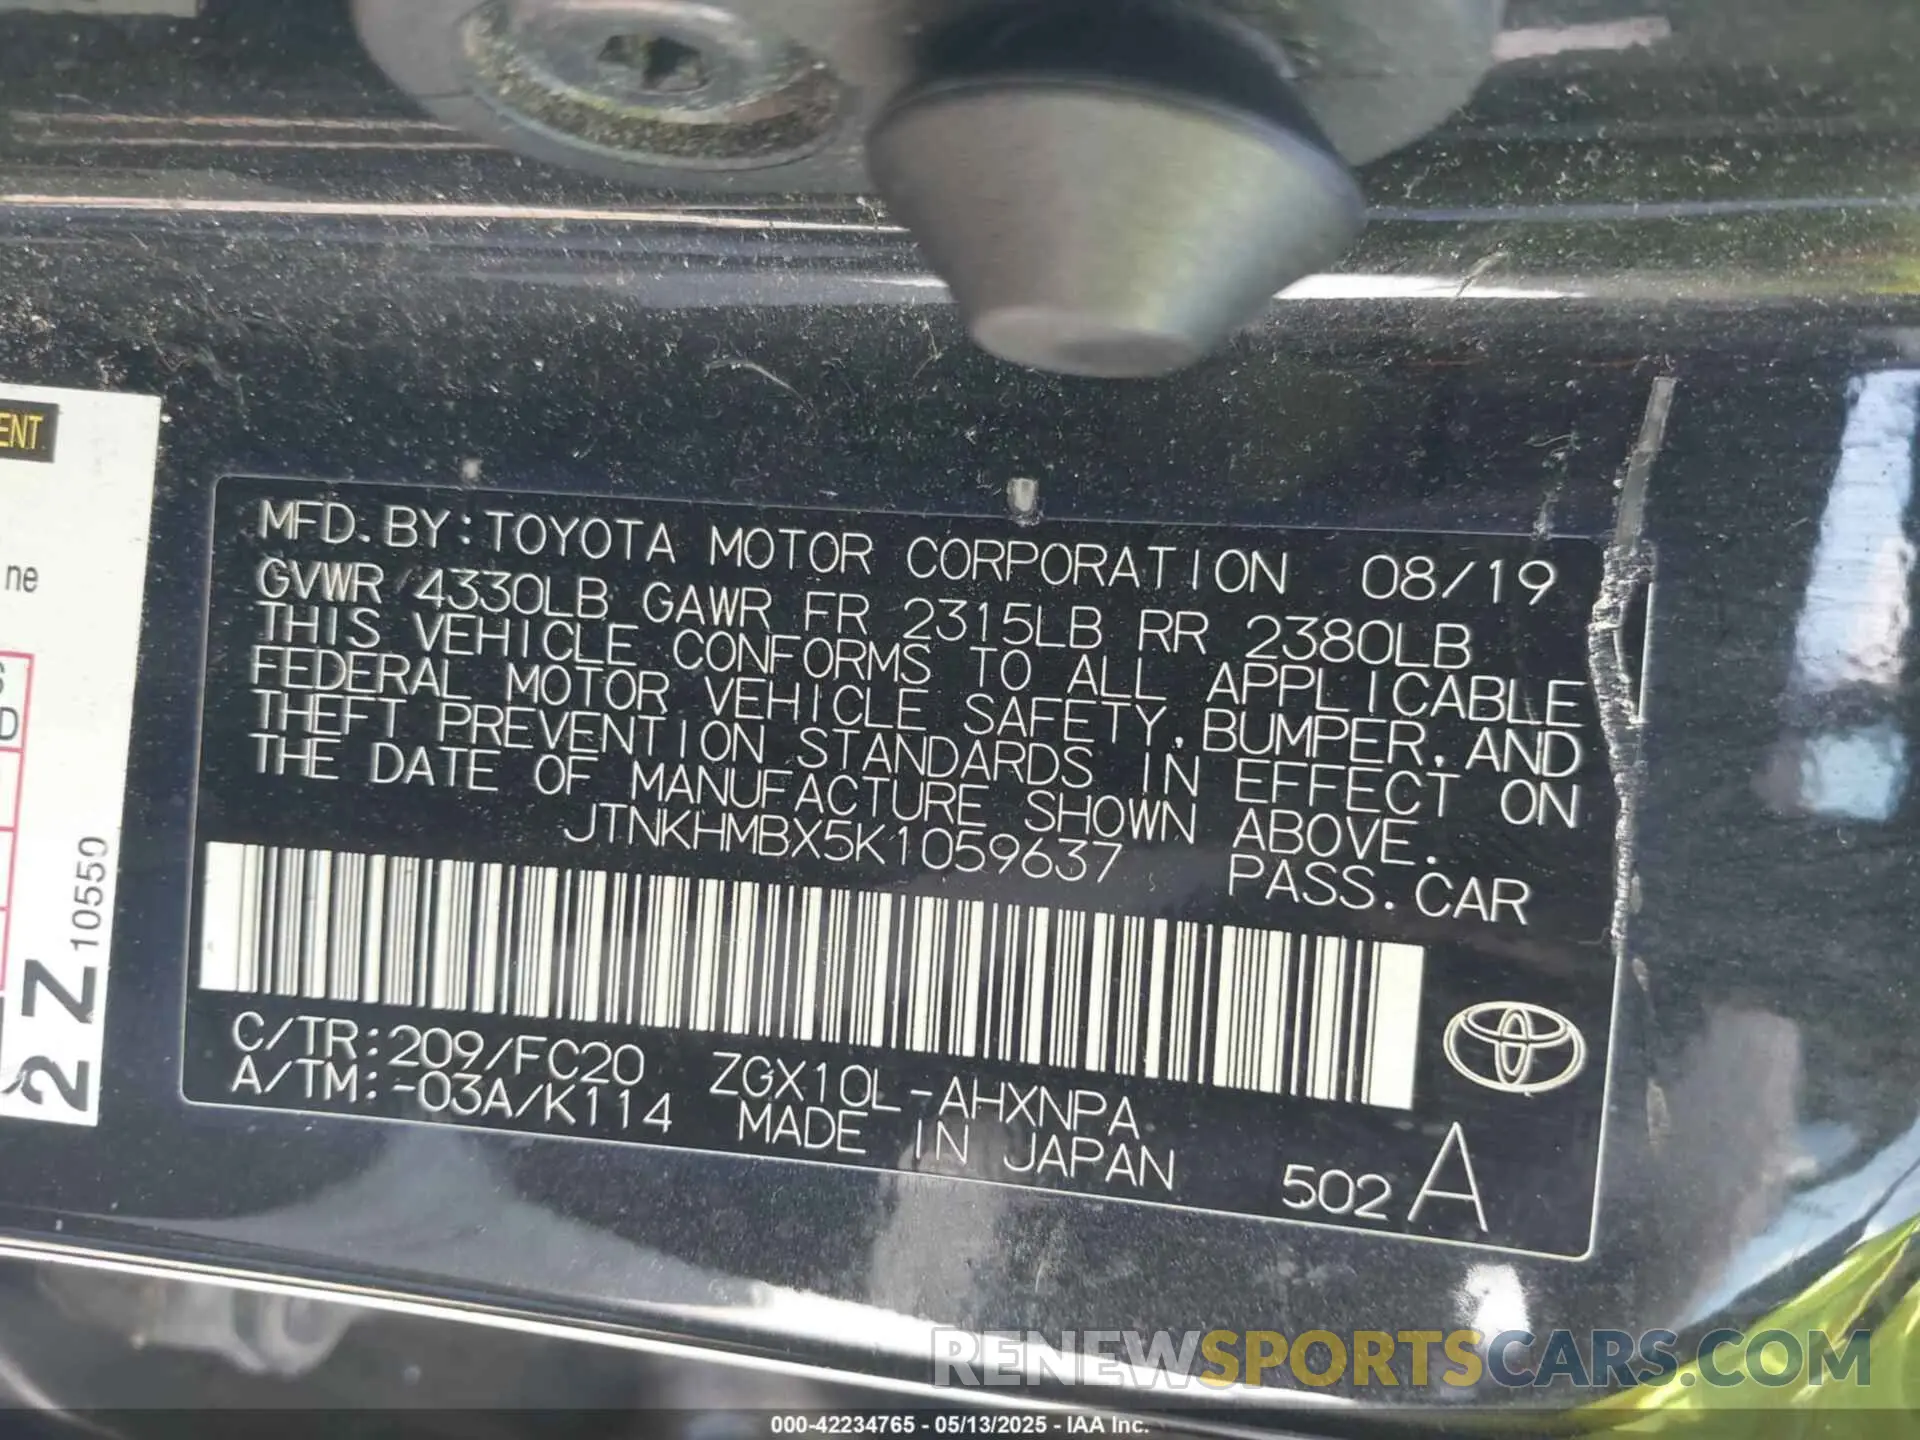 ENT
ne
S
D
10550
2 Z
MFD. BY: TOYOTA MOTOR CORPORATION 08/19
GVWR 4330LB GAWR FR 2315LB RR 2380LB
THIS VEHICLE CONFORMS TO ALL APPLICABLE
FEDERAL MOTOR VEHICLE SAFETY, BUMPER, AND
THEFT PREVENTION STANDARDS IN EFFECT ON
THE DATE OF MANUFACTURE SHOWN ABOVE.
JTNKHMBX5K1059637 PASS. CAR
C/TR: 209/FC20 ZGX10L-AHXNPA
A/TM: -03A/K114 MADE IN JAPAN
502 A
RENEWSPORTSCARS.COM
000-42234765 - 05/13/2025 - IAA Inc.